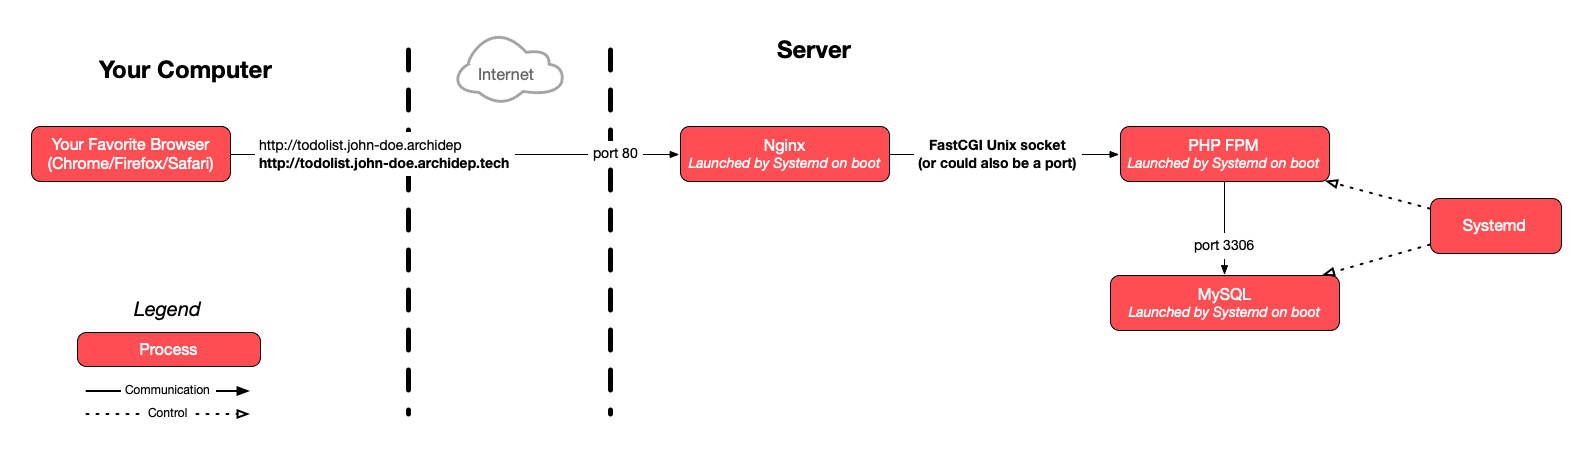 Your Computer
Internet
Server
Your Favorite Browser
(Chrome/Firefox/Safari)
http://todolist.john-doe.archidep
http://todolist.john-doe.archidep.tech
port 80
Nginx
Launched by Systemd on boot
FastCGI Unix socket
(or could also be a port)
PHP FPM
Launched by Systemd on boot
Systemd
port 3306
MySQL
Launched by Systemd on boot
Legend
Process
Communication
Control